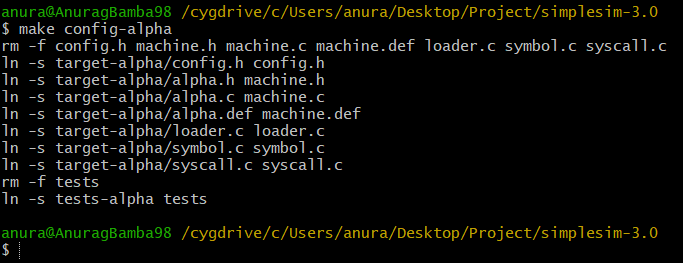 anura@AnuragBamba98 /cygdrive/c/Users/anura/Desktop/Project/simplesim-3.0
$ make config-alpha
rm -f config.h machine.h machine.c machine.def loader.c symbol.c syscall.c
ln -s target-alpha/config.h config.h
ln -s target-alpha/alpha.h machine.h
ln -s target-alpha/alpha.c machine.c
ln -s target-alpha/alpha.def machine.def
ln -s target-alpha/loader.c loader.c
ln -s target-alpha/symbol.c symbol.c
ln -s target-alpha/syscall.c syscall.c
rm -f tests
ln -s tests-alpha tests
anura@AnuragBamba98 /cygdrive/c/Users/anura/Desktop/Project/simplesim-3.0
$